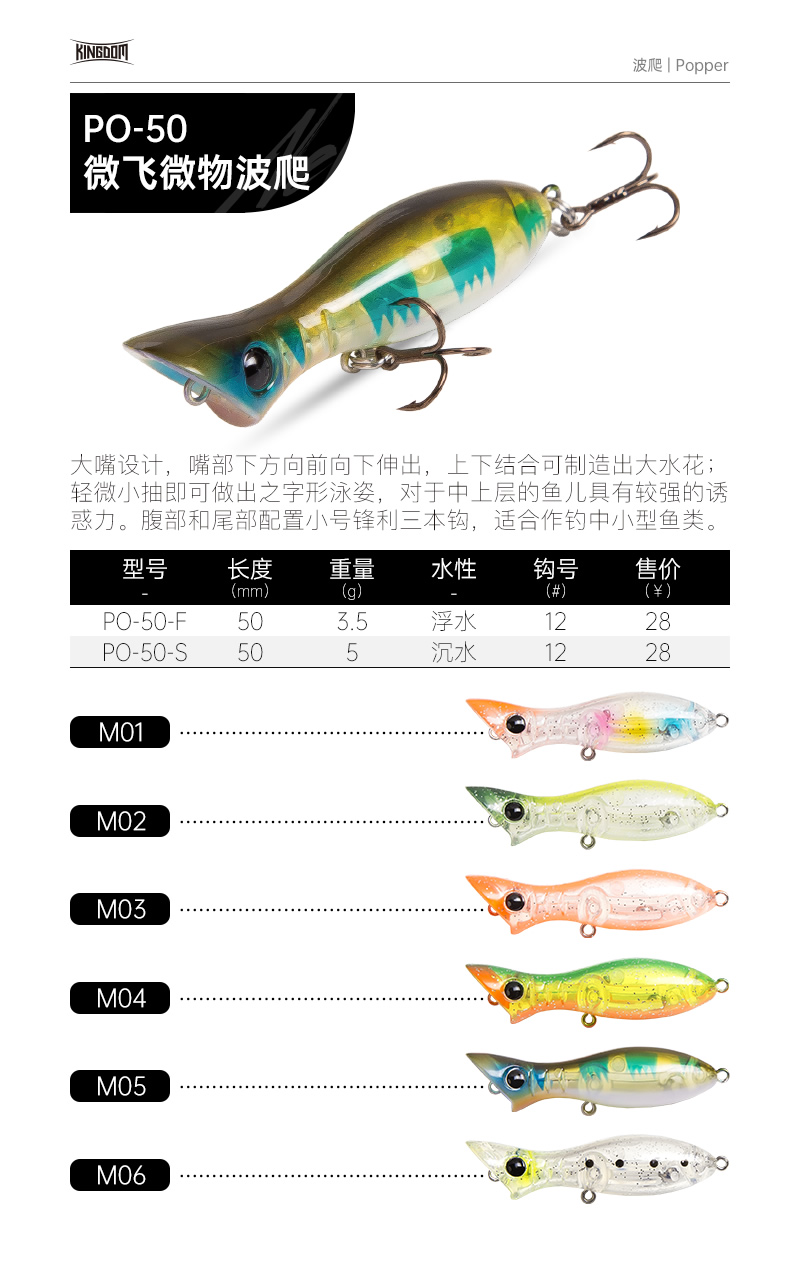 KINGDOM
波爬 | Popper
PO-50
微飞微物波爬
大嘴设计，嘴部下方向前向下伸出，上下结合可制造出大水花；
轻微小抽即可做出之字形泳姿，对于中上层的鱼儿具有较强的诱
惑力。腹部和尾部配置小号锋利三本钩，适合作钓中小型鱼类。
型号 长度 重量 水性 钩号 售价
- (mm) (g) - (#) (￥)
PO-50-F 50 3.5 浮水 12 28
PO-50-S 50 5 沉水 12 28
M01
M02
M03
M04
M05
M06